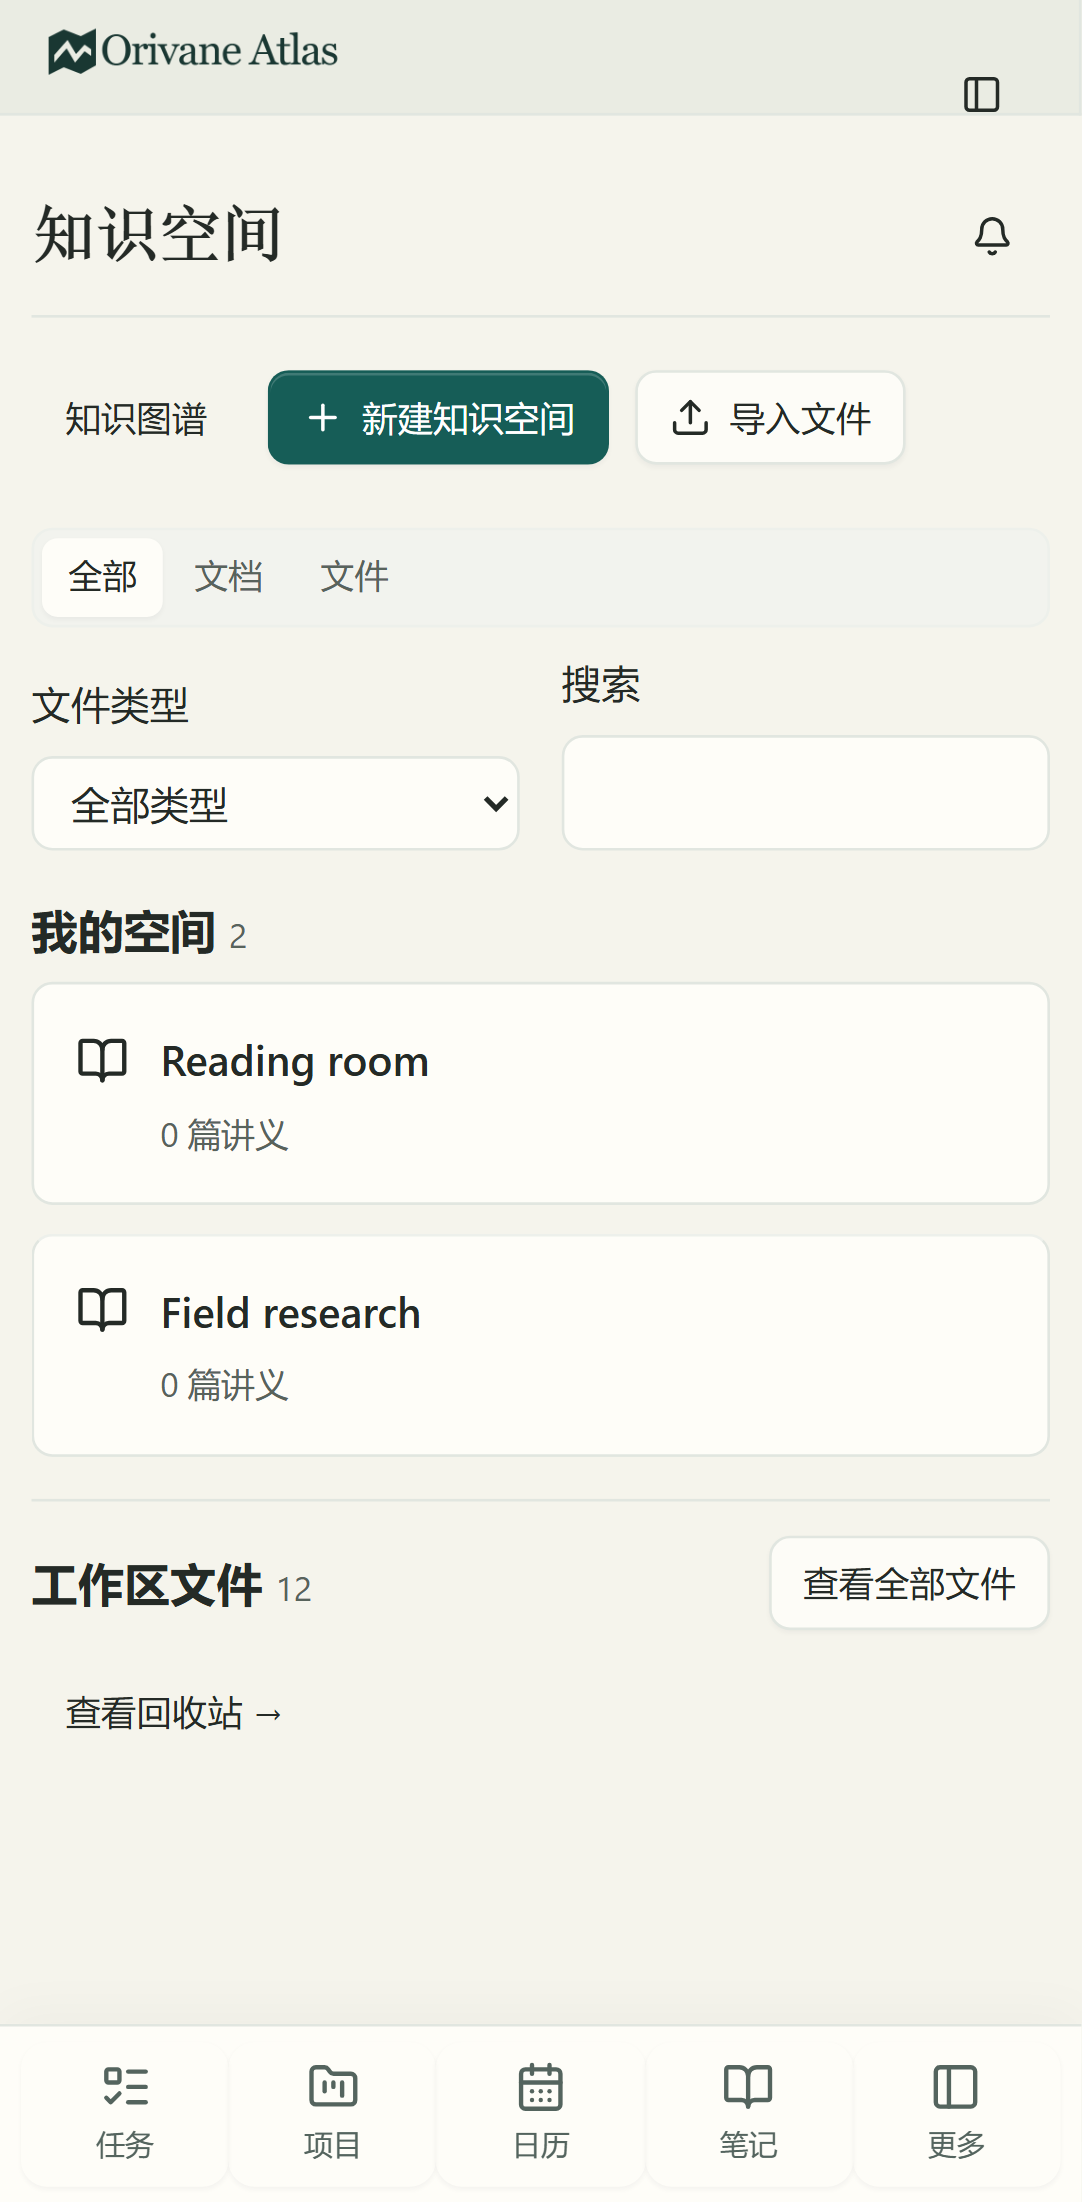 Orivane Atlas
知识空间
知识图谱
新建知识空间
导入文件
全部
文档
文件
文件类型
搜索
全部类型
我的空间 2
Reading room
0 篇讲义
Field research
0 篇讲义
工作区文件 12
查看全部文件
查看回收站 →
任务
项目
日历
笔记
更多